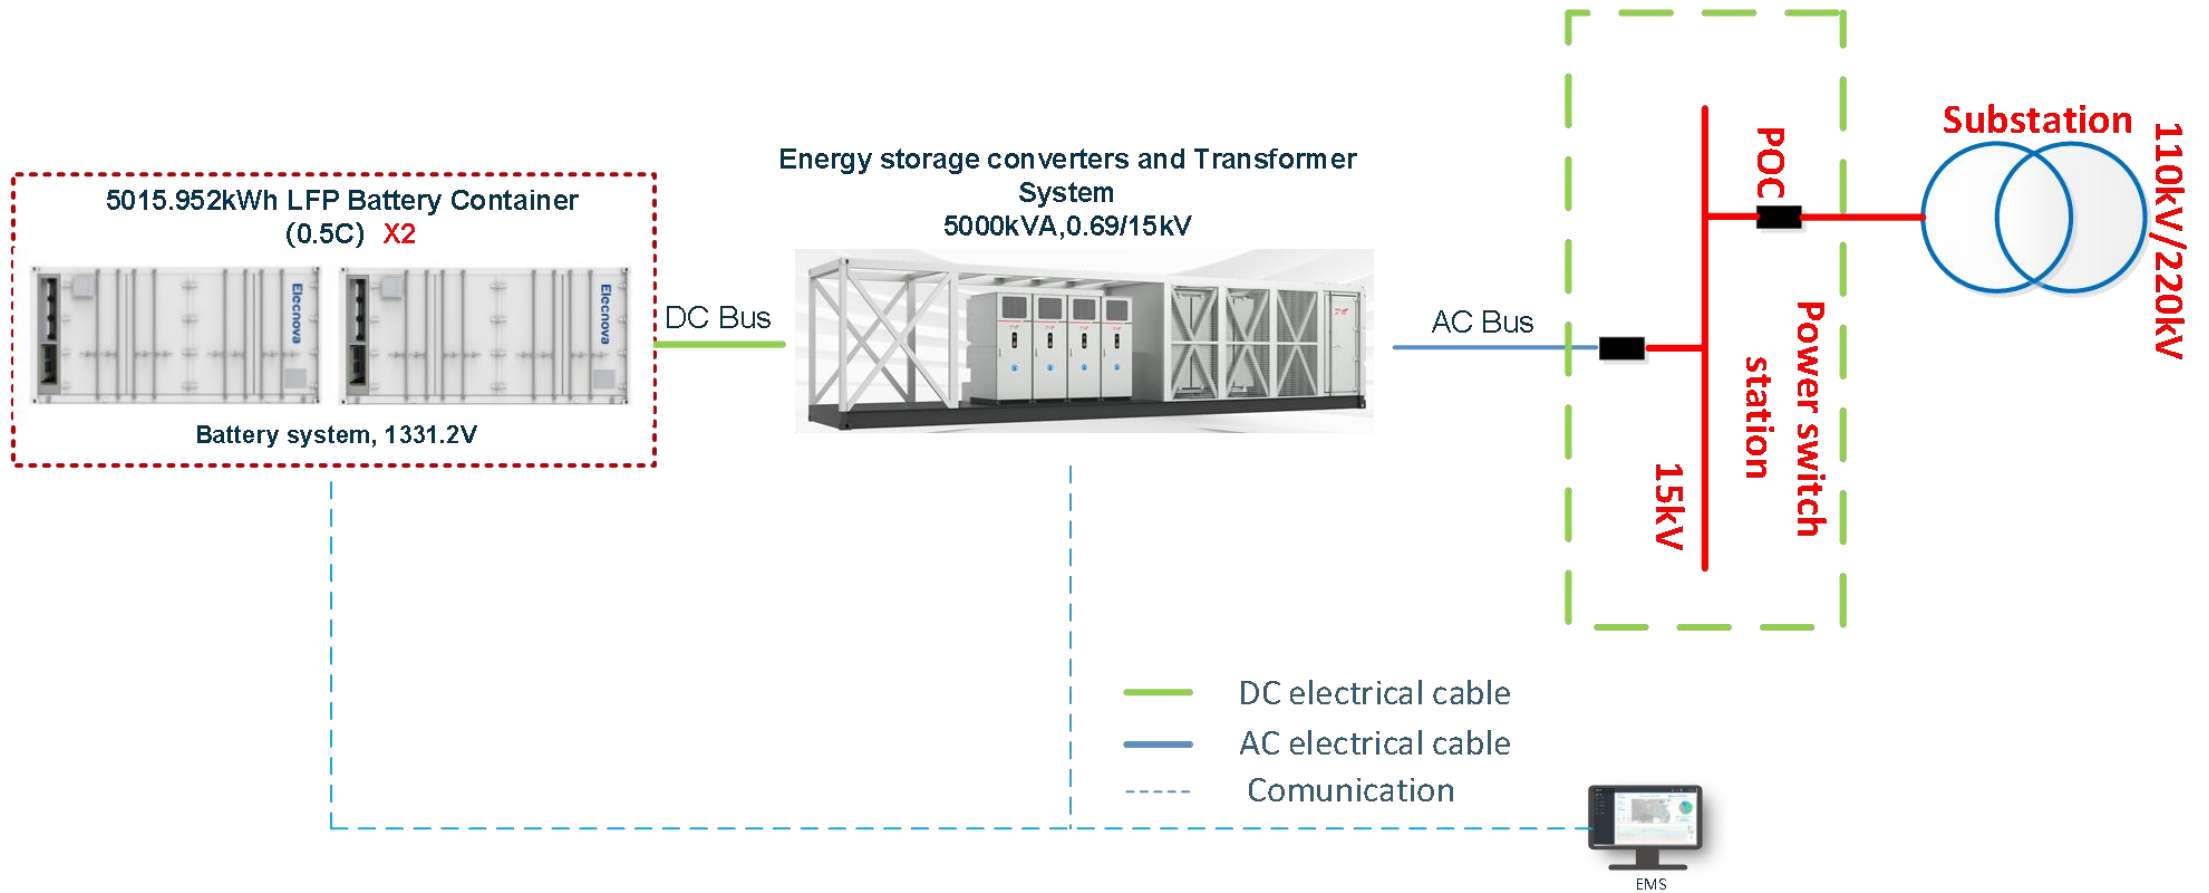 5015.952kWh LFP Battery Container
(0.5C) X2
Elecnova
Elecnova
Battery system, 1331.2V
DC Bus
Energy storage converters and Transformer
System
5000kVA,0.69/15kV
AC Bus
15kV
POC
Power switch
station
Substation
110kV/220kV
DC electrical cable
AC electrical cable
Comunication
EMS